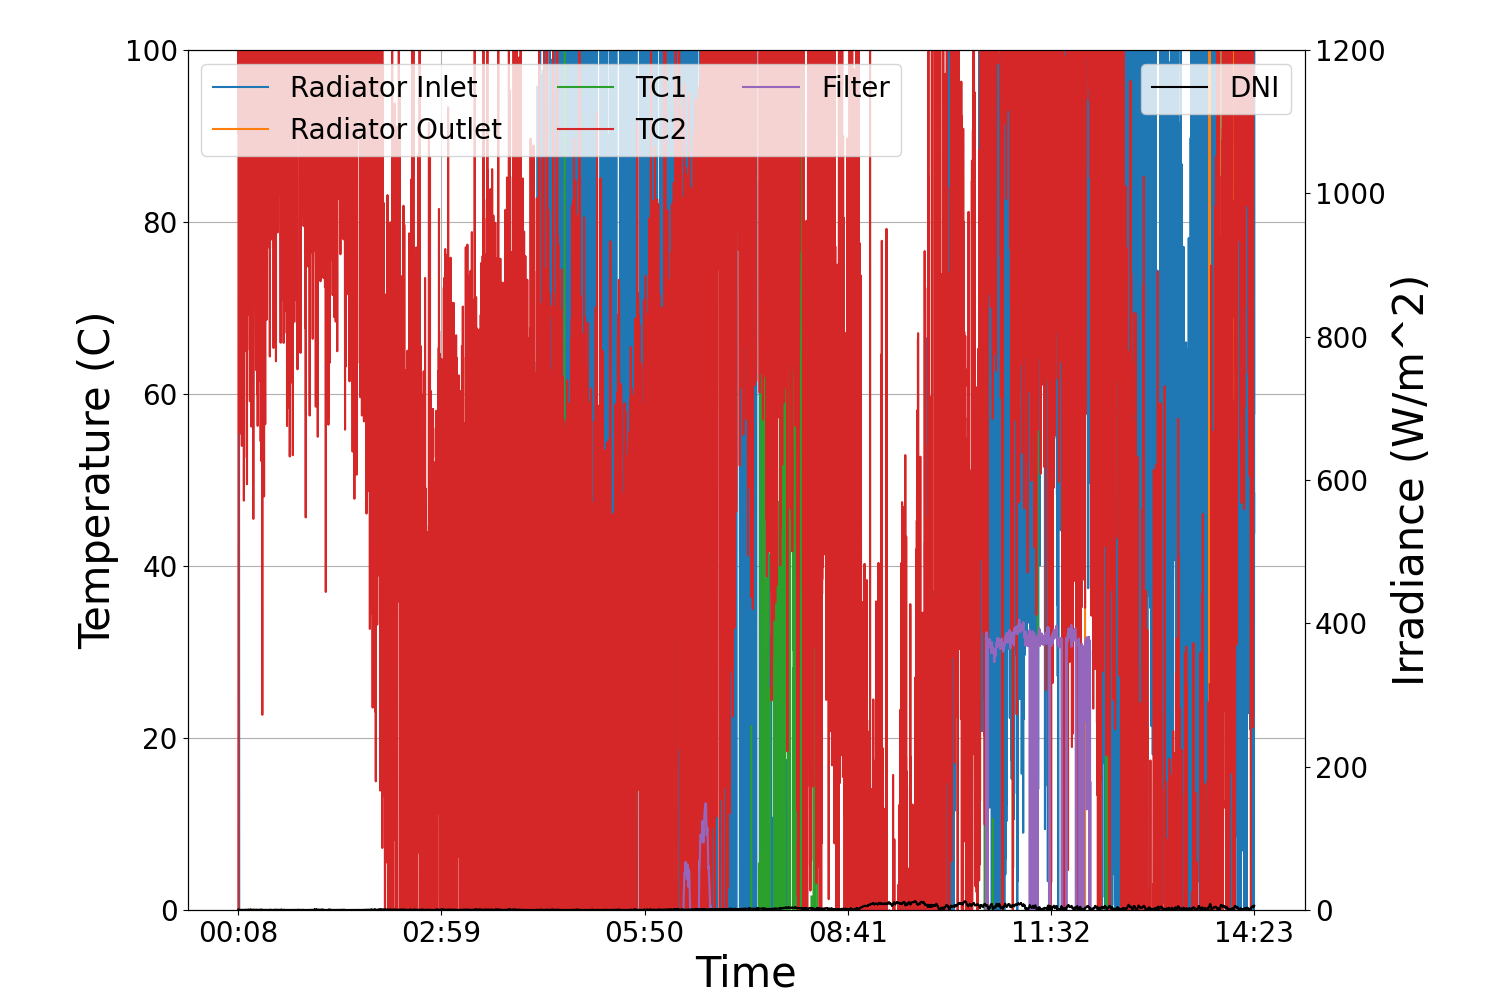 100
80
60
40
20
0
Temperature (C)
Radiator Inlet
Radiator Outlet
TC1
TC2
Filter
DNI
1200
1000
800
600
400
200
0
Irradiance (W/m^2)
00:08
02:59
05:50
08:41
11:32
14:23
Time